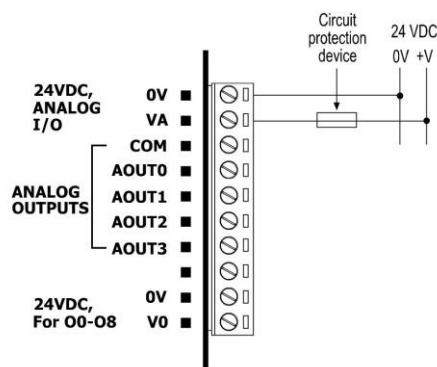 Circuit
protection
device
24 VDC
0V +V
24VDC,
ANALOG
I/O
0V
VA
COM
AOUT0
ANALOG
OUTPUTS
AOUT1
AOUT2
AOUT3
0V
24VDC,
For O0-O8
V0